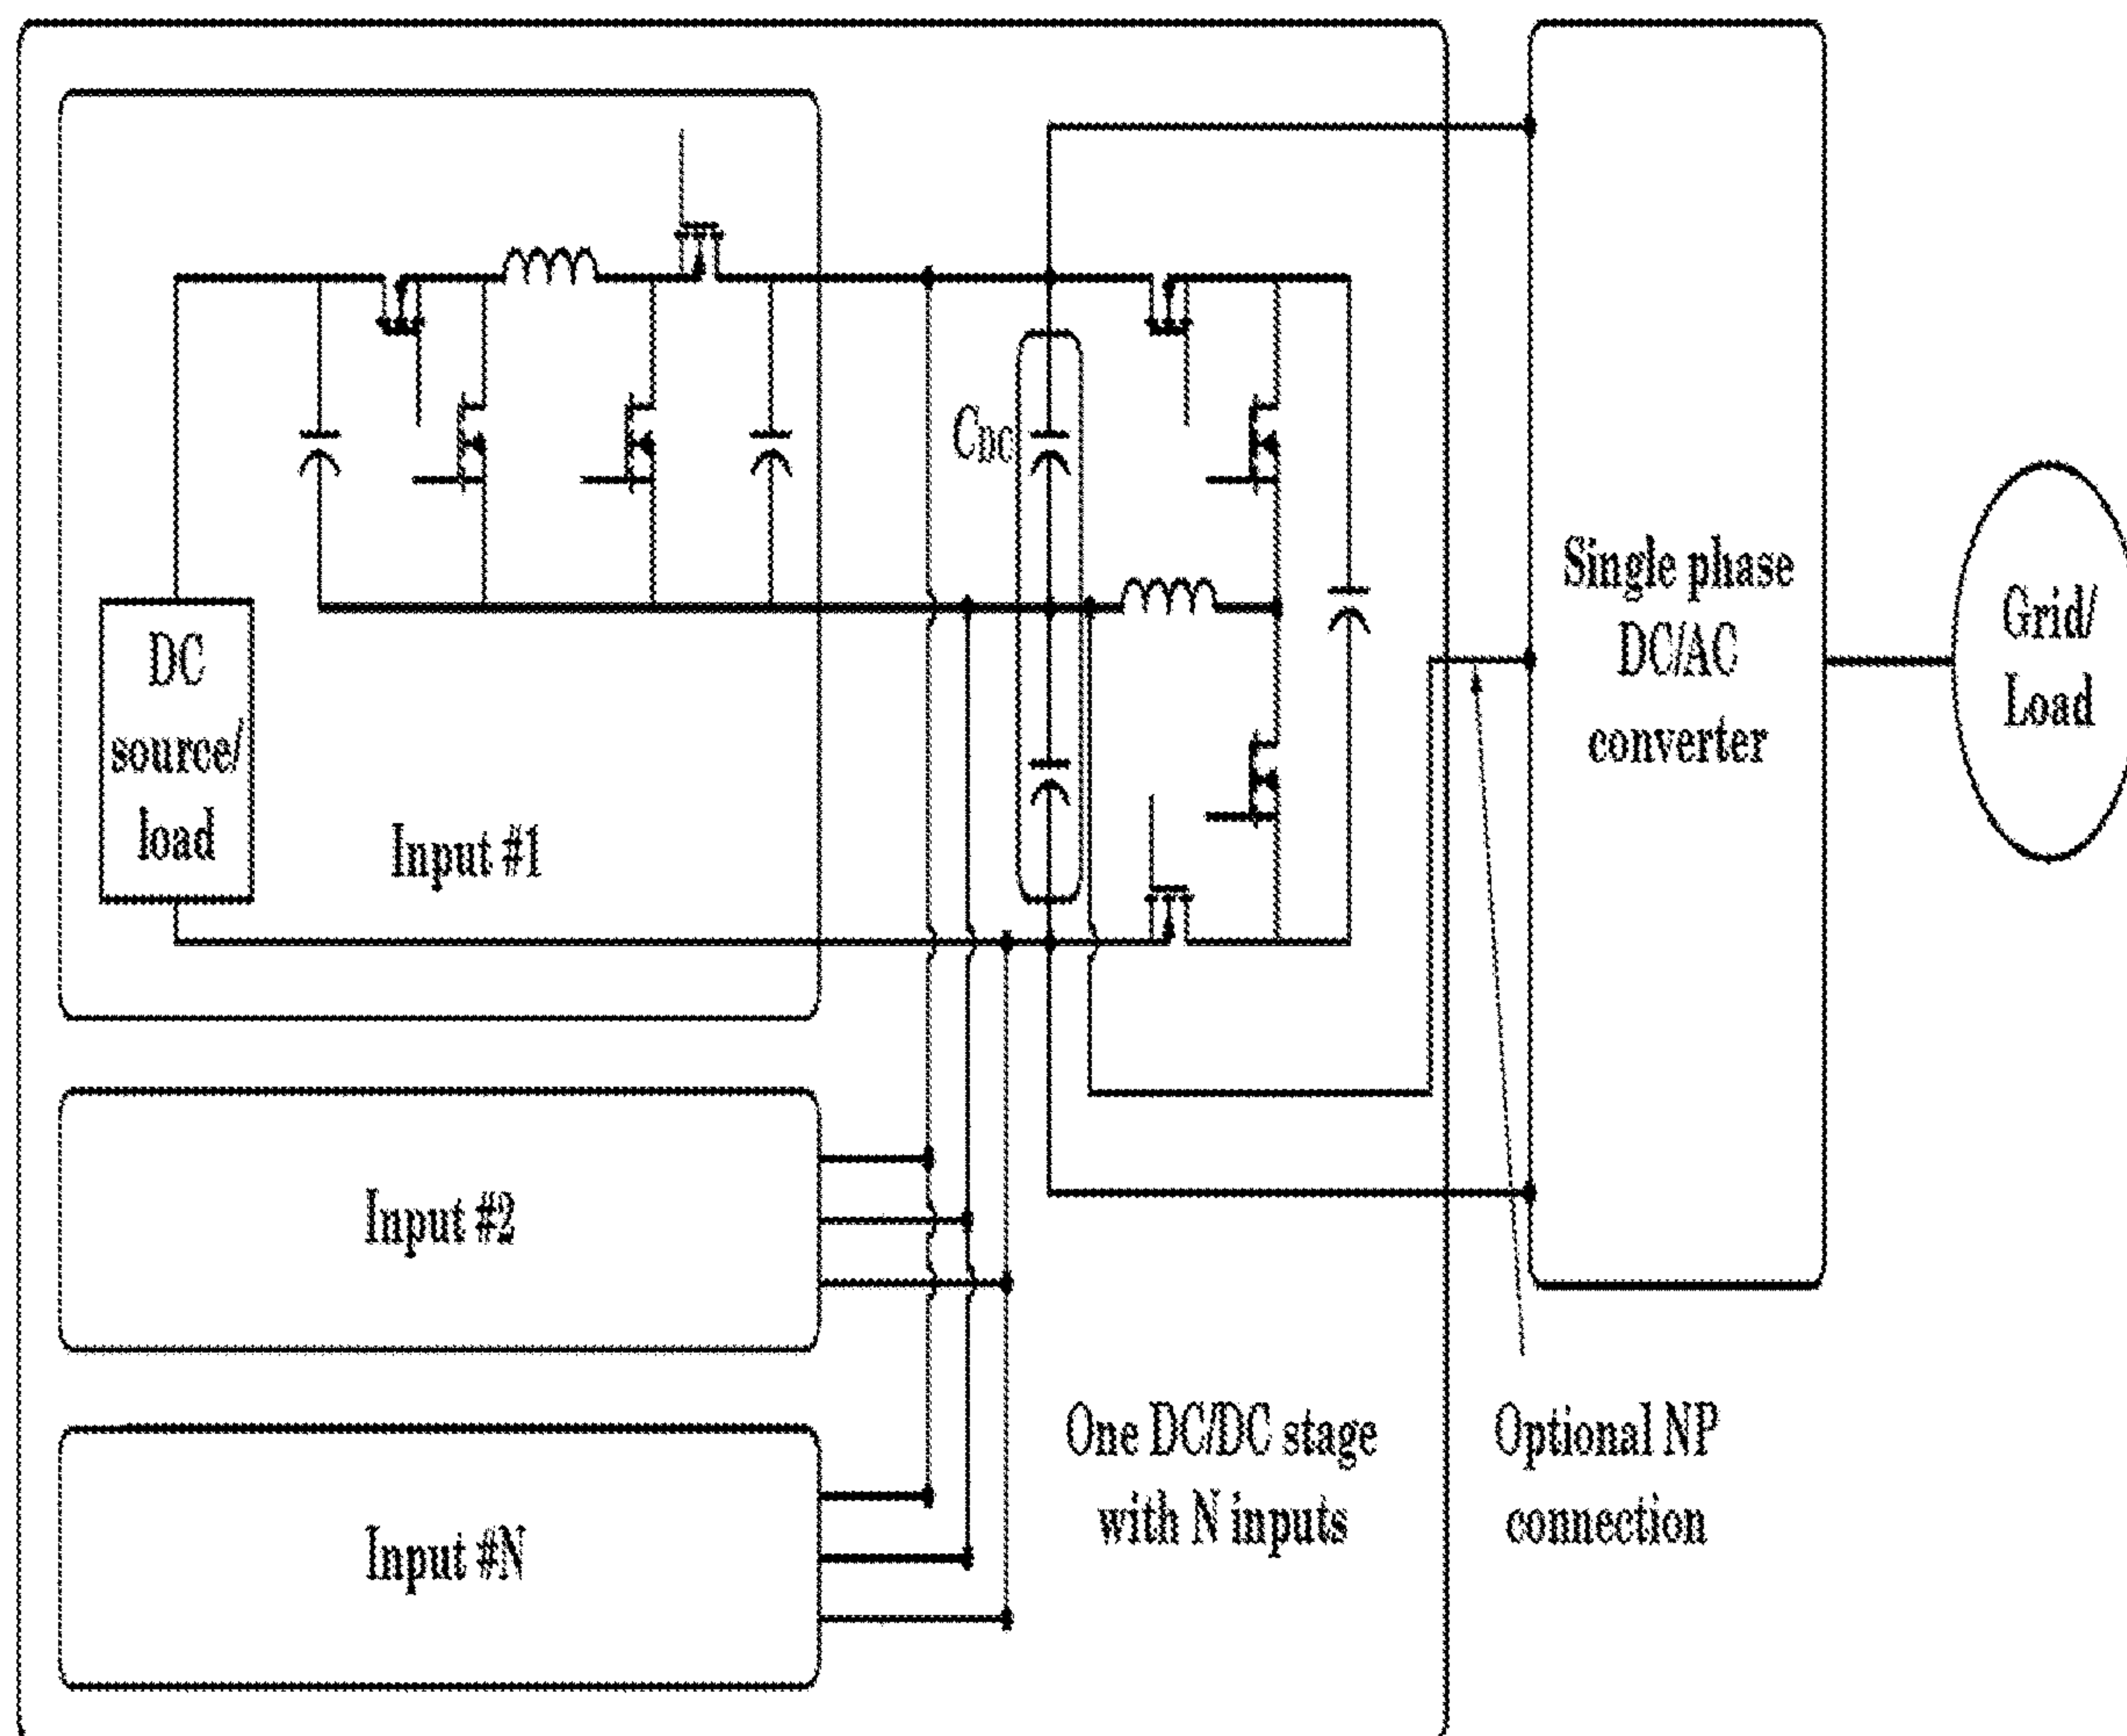 C_DC
DC
source/
load
Input #1
Single phase
DC/AC
converter
Grid/
Load
Input #2
Input #N
One DC/DC stage
with N inputs
Optional NP
connection